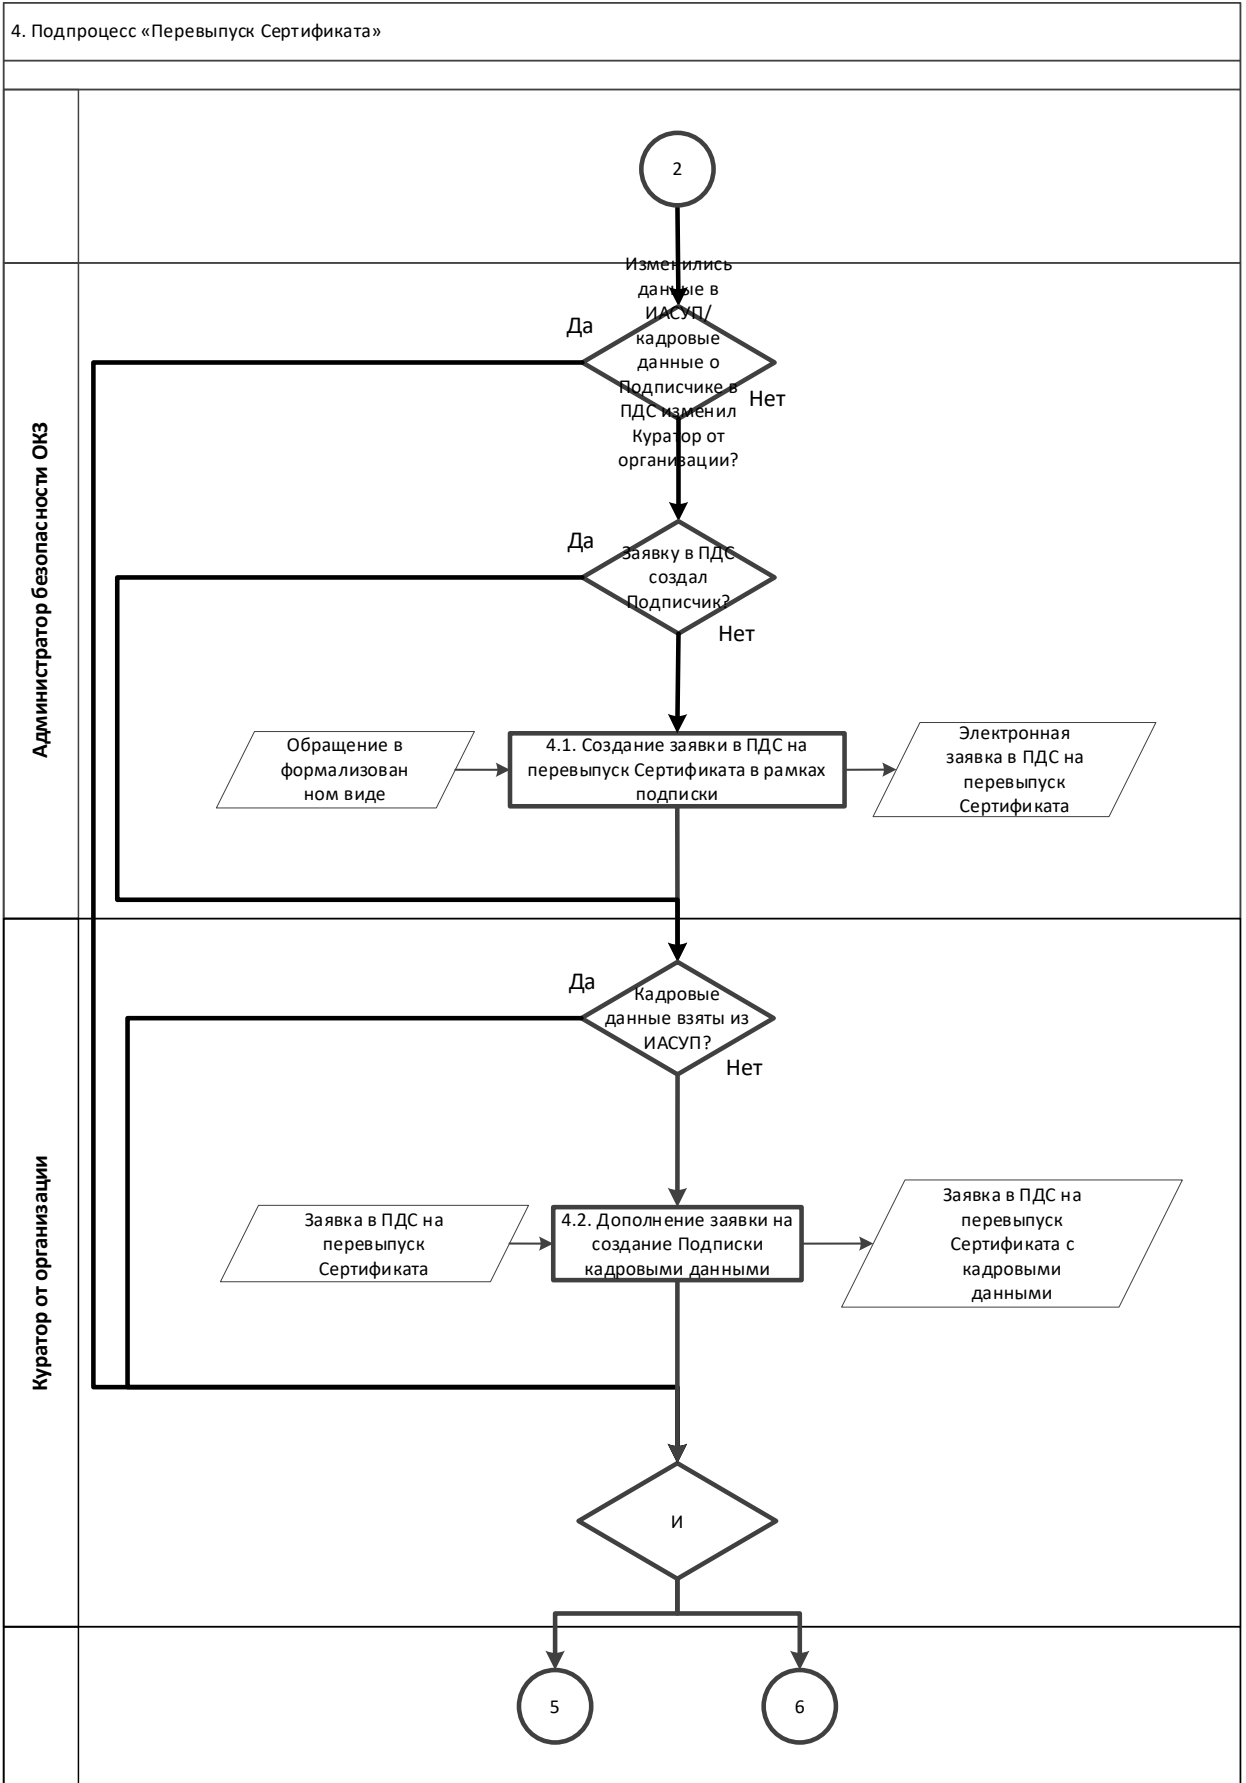 4. Подпроцесс «Перевыпуск Сертификата»
2
Администратор безопасности ОКЗ
Изменились
данные в
ИАСУП/
кадровые
данные о
Подписчике в
ПДС изменил
Куратор от
организации?
Да
Нет
Заявку в ПДС
создал
Подписчик?
Да
Нет
Обращение в
формализован
ном виде
4.1. Создание заявки в ПДС на
перевыпуск Сертификата в рамках
подписки
Электронная
заявка в ПДС на
перевыпуск
Сертификата
Куратор от организации
Да
Кадровые
данные взяты из
ИАСУП?
Нет
Заявка в ПДС на
перевыпуск
Сертификата
4.2. Дополнение заявки на
создание Подписки
кадровыми данными
Заявка в ПДС на
перевыпуск
Сертификата с
кадровыми
данными
И
5
6